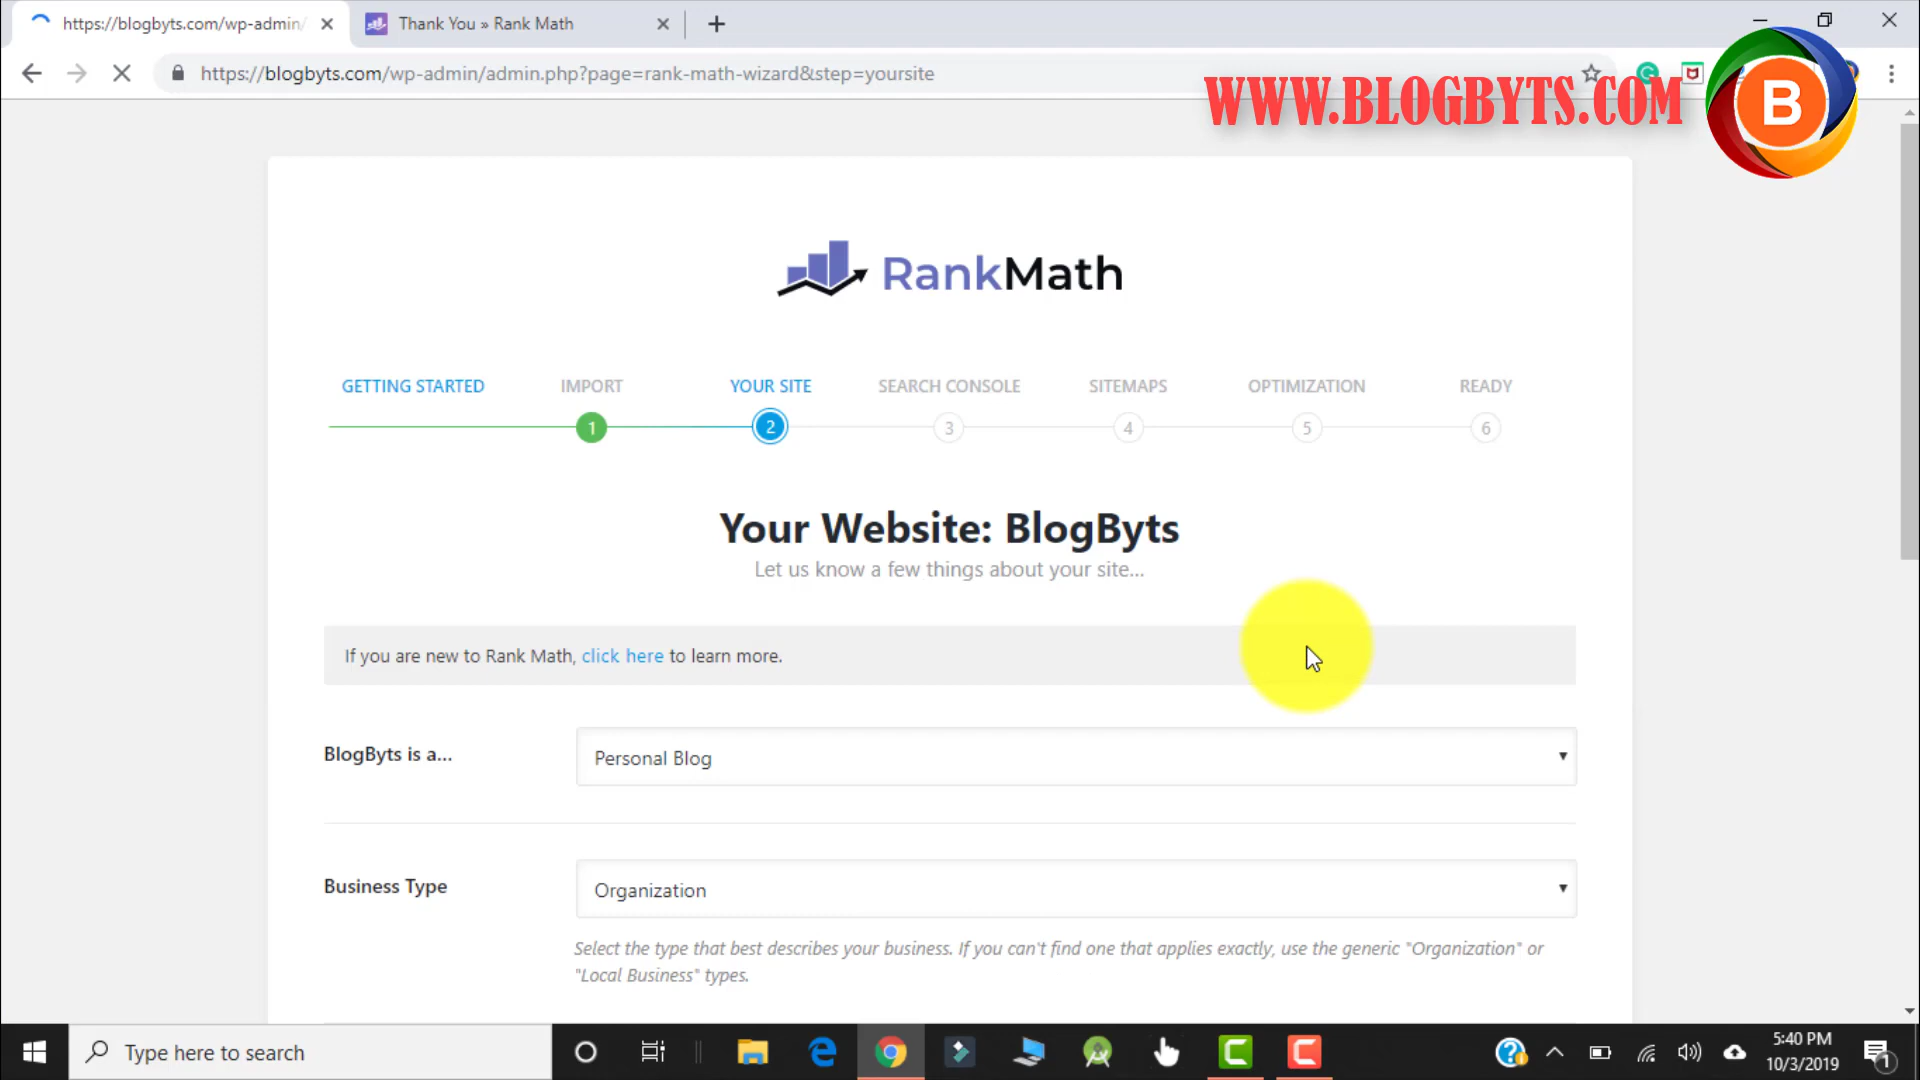 https://blogbyts.com/wp-admin/
Thank You » Rank Math
https://blogbyts.com/wp-admin/admin.php?page=rank-math-wizard&step=yoursite
WWW.BLOGBYTS.COM
B
RankMath
GETTING STARTED
IMPORT
YOUR SITE
SEARCH CONSOLE
SITEMAPS
OPTIMIZATION
READY
1
2
3
4
5
6
Your Website: BlogByts
Let us know a few things about your site...
If you are new to Rank Math, click here to learn more.
BlogByts is a...
Personal Blog
Business Type
Organization
Select the type that best describes your business. If you can't find one that applies exactly, use the generic "Organization" or
"Local Business" types.
Type here to search
5:40 PM
10/3/2019
1